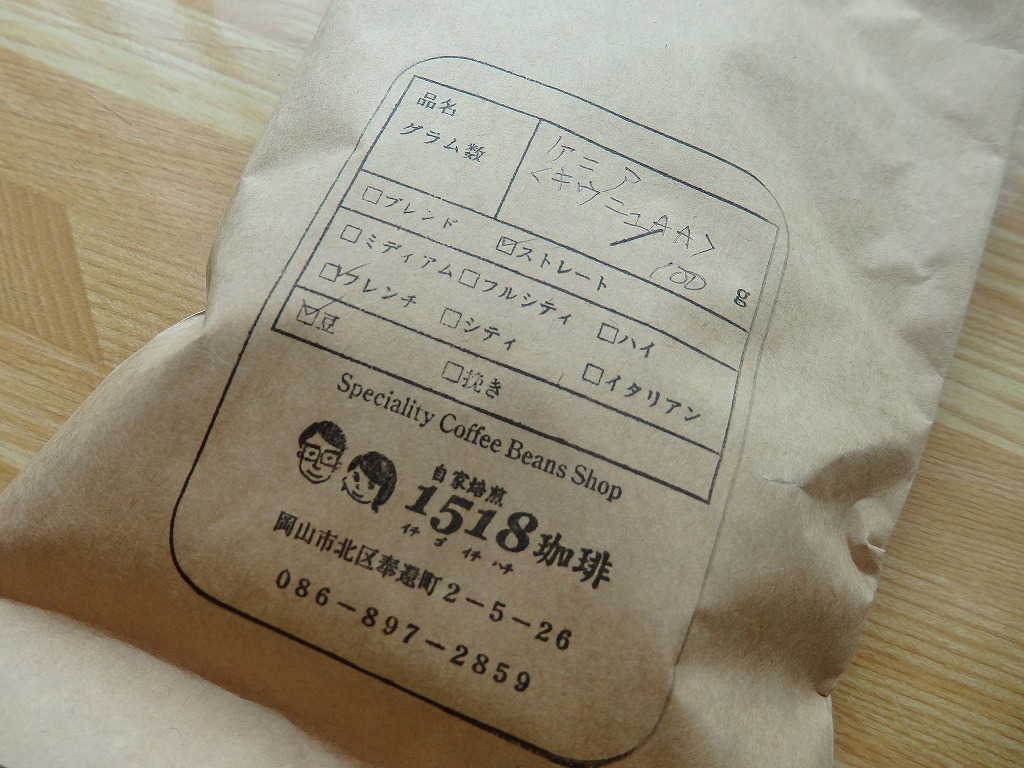 品名
グラム数
ケニア
<キウニュAA>
100 g
□ブレンド ☑ストレート
□ミディアム □フルシティ □ハイ
☑フレンチ □シティ □イタリアン
☑豆 □挽き
Speciality Coffee Beans Shop
自家焙煎
1518珈琲
イチ ゴ イチ ハチ
岡山市北区奉還町2-5-26
086-897-2859